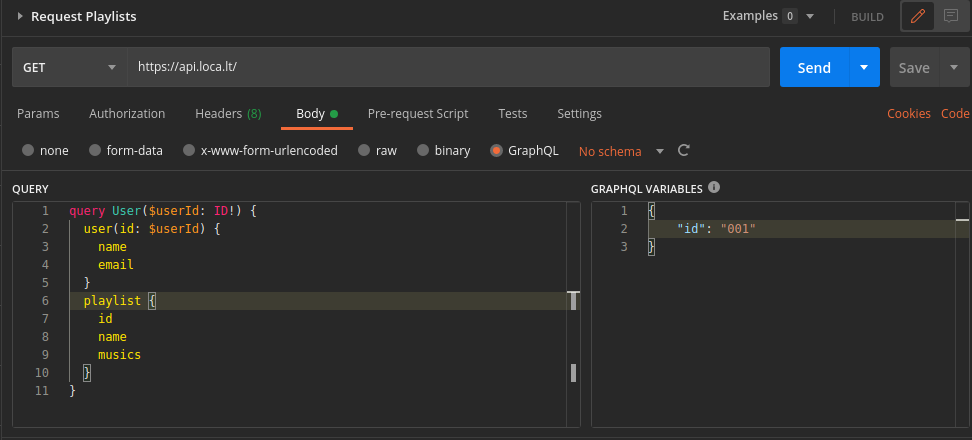 Request Playlists
Examples 0
BUILD
GET https://api.loca.lt/
Send
Save
Params Authorization Headers (8) Body Pre-request Script Tests Settings Cookies Code
none form-data x-www-form-urlencoded raw binary GraphQL No schema
QUERY
1 query User($userId: ID!) {
2 user(id: $userId) {
3 name
4 email
5 }
6 playlist {
7 id
8 name
9 musics
10 }
11 }
GRAPHQL VARIABLES
1 {
2 "id": "001"
3 }